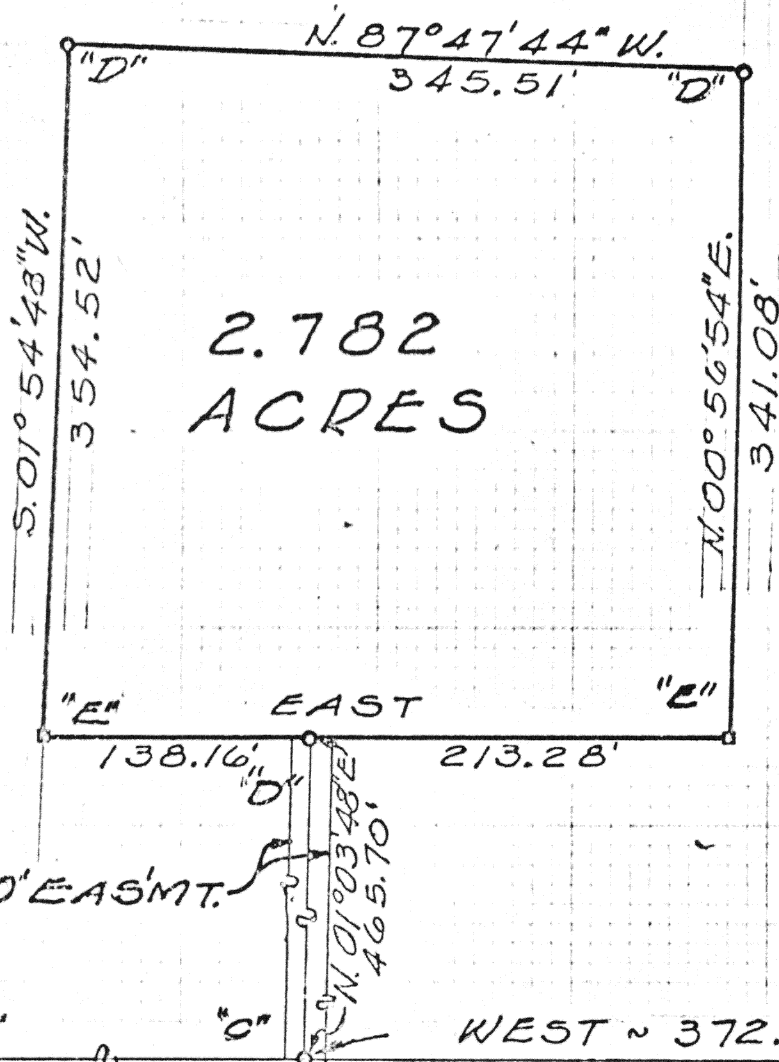 N. 87°47'44" W.
345.51'
"D"
"D"
S. 01° 54' 48" W.
354.52'
2.782
ACRES
N. 00° 56' 54" E.
341.08'
"E"
EAST
"E"
138.16'
213.28'
"D"
N. 01° 03' 48" E
465.70'
EAS'MT.
"C"
WEST ~ 372.